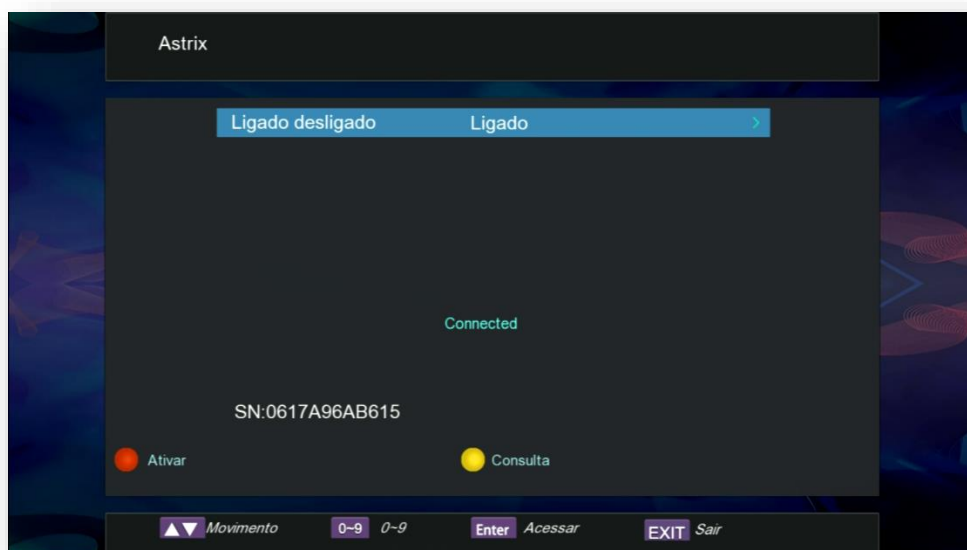 Astrix
Ligado desligado Ligado >
Connected
SN:0617A96AB615
Ativar Consulta
▲▼ Movimento 0~9 0~9 Enter Acessar EXIT Sair